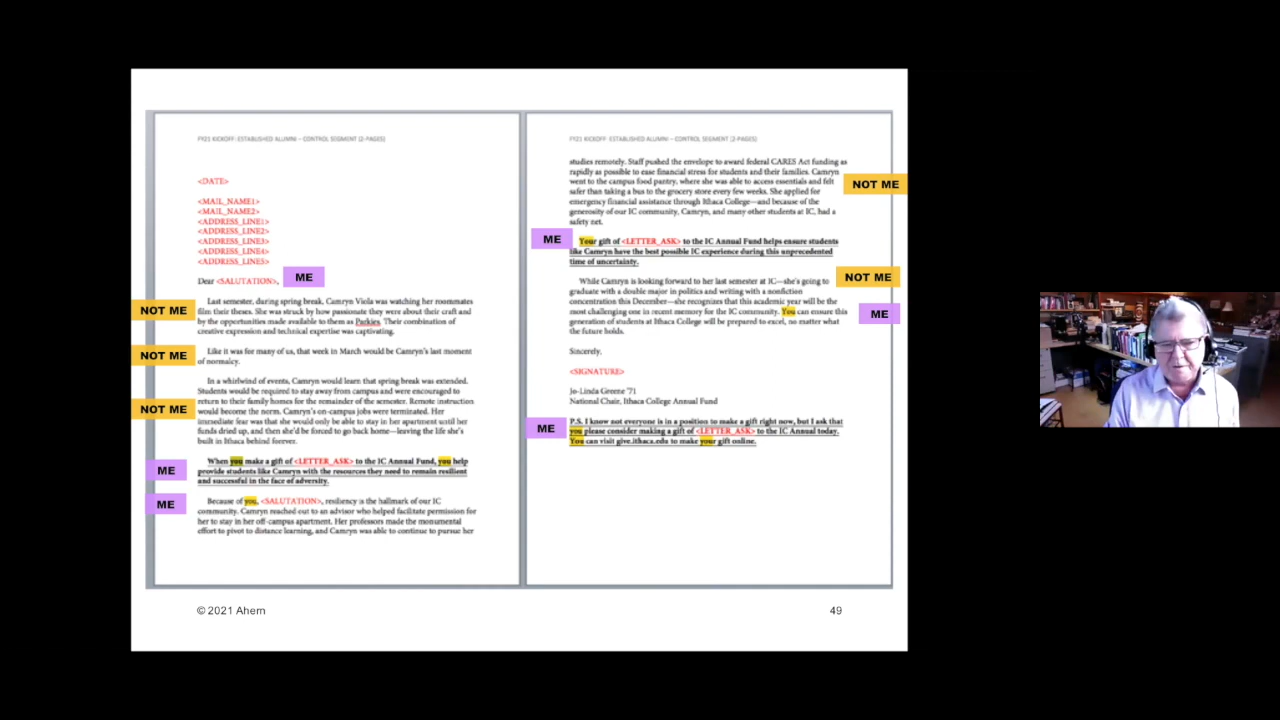 FY21 KICKOFF: ESTABLISHED ALUMNI – CONTROL SEGMENT (2-PAGES)
<DATE>
<MAIL_NAME1>
<MAIL_NAME2>
<ADDRESS_LINE1>
<ADDRESS_LINE2>
<ADDRESS_LINE3>
<ADDRESS_LINE4>
<ADDRESS_LINE5>
Dear <SALUTATION>,
ME
NOT ME
Last semester, during spring break, Camryn Viola was watching her roommates
film their theses. She was struck by how passionate they were about their craft and
by the opportunities made available to them as Parkies. Their combination of
creative expression and technical expertise was captivating.
NOT ME
Like it was for many of us, that week in March would be Camryn's last moment
of normalcy.
NOT ME
In a whirlwind of events, Camryn would learn that spring break was extended.
Students would be required to stay away from campus and were encouraged to
return to their family homes for the remainder of the semester. Remote instruction
would become the norm. Camryn's on-campus jobs were terminated. Her
immediate fear was that she would only be able to stay in her apartment until her
funds dried up, and then she'd be forced to go back home—leaving the life she's
built in Ithaca behind forever.
ME
When you make a gift of <LETTER_ASK> to the IC Annual Fund, you help
provide students like Camryn with the resources they need to remain resilient
and successful in the face of adversity.
ME
Because of you, <SALUTATION>, resiliency is the hallmark of our IC
community. Camryn reached out to an advisor who helped facilitate permission for
her to stay in her off-campus apartment. Her professors made the monumental
effort to pivot to distance learning, and Camryn was able to continue to pursue her
FY21 KICKOFF: ESTABLISHED ALUMNI – CONTROL SEGMENT (2-PAGES)
studies remotely. Staff pushed the envelope to award federal CARES Act funding as
rapidly as possible to ease financial stress for students and their families. Camryn
went to the campus food pantry, where she was able to access essentials and felt
safer than taking a bus to the grocery store every few weeks. She applied for
emergency financial assistance through Ithaca College—and because of the
generosity of our IC community, Camryn, and many other students at IC, had a
safety net.
NOT ME
ME
Your gift of <LETTER_ASK> to the IC Annual Fund helps ensure students
like Camryn have the best possible IC experience during this unprecedented
time of uncertainty.
NOT ME
While Camryn is looking forward to her last semester at IC—she's going to
graduate with a double major in politics and writing with a nonfiction
concentration this December—she recognizes that this academic year will be the
most challenging one in recent memory for the IC community. You can ensure this
generation of students at Ithaca College will be prepared to excel, no matter what
the future holds.
ME
Sincerely,
<SIGNATURE>
Jo-Linda Greene '71
National Chair, Ithaca College Annual Fund
ME
P.S. I know not everyone is in a position to make a gift right now, but I ask that
you please consider making a gift of <LETTER_ASK> to the IC Annual today.
You can visit give.ithaca.edu to make your gift online.
© 2021 Ahern
49